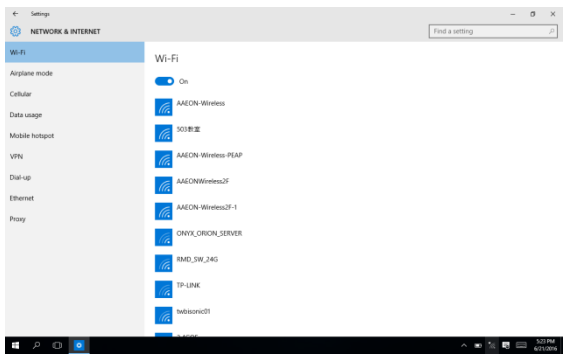 Settings
NETWORK & INTERNET
Find a setting
Wi-Fi
Airplane mode
Cellular
Data usage
Mobile hotspot
VPN
Dial-up
Ethernet
Proxy
Wi-Fi
On
AAEON-Wireless
503教室
AAEON-Wireless-PEAP
AAEONWireless2F
AAEON-Wireless2F-1
ONYX_ORION_SERVER
RMD_SW_24G
TP-LINK
twbisonic01
5:23 PM
6/21/2016